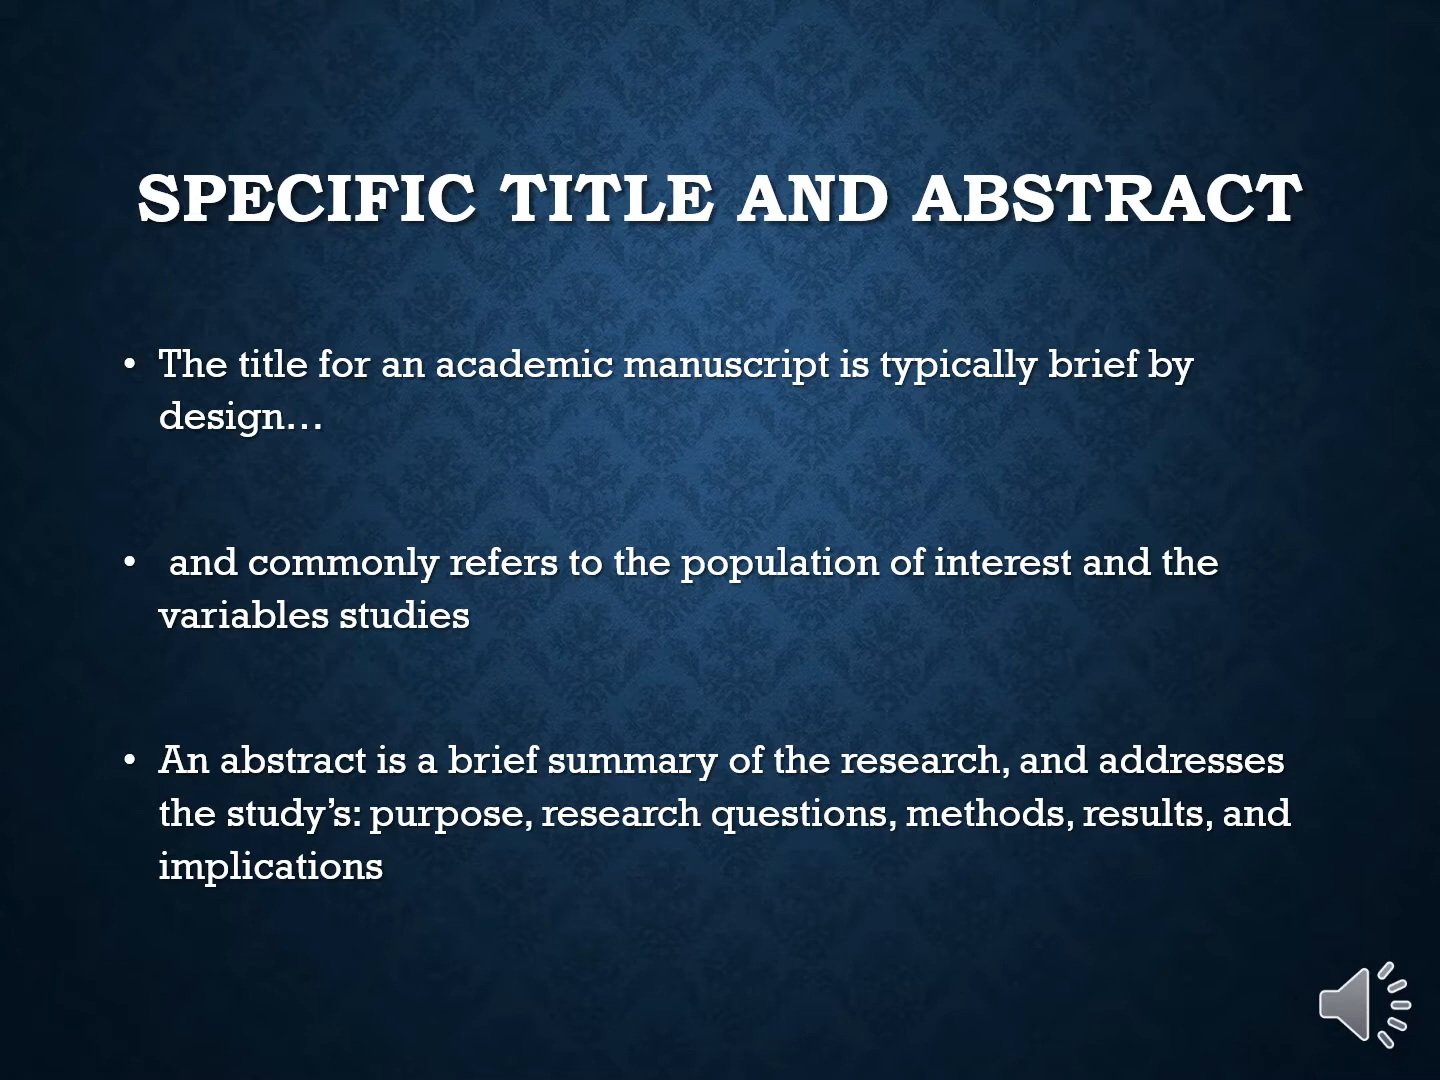 SPECIFIC TITLE AND ABSTRACT
• The title for an academic manuscript is typically brief by
design…
• and commonly refers to the population of interest and the
variables studies
• An abstract is a brief summary of the research, and addresses
the study’s: purpose, research questions, methods, results, and
implications